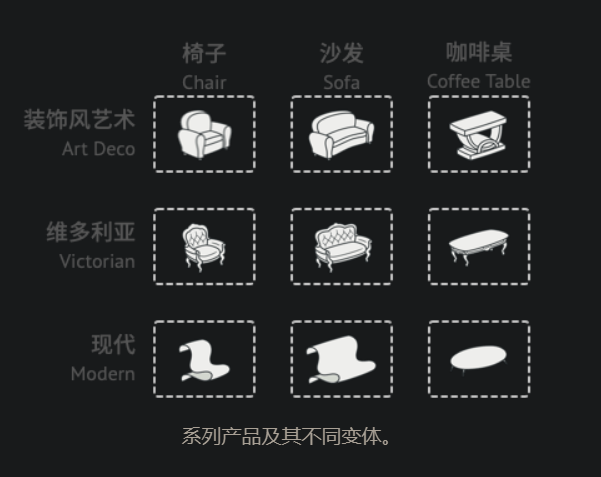 椅子 沙发 咖啡桌
Chair Sofa Coffee Table
装饰风艺术
Art Deco
维多利亚
Victorian
现代
Modern
系列产品及其不同变体。